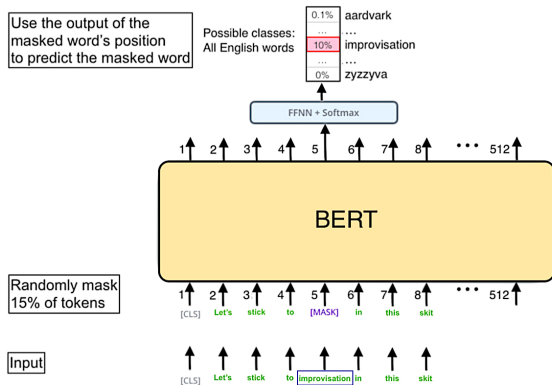 Use the output of the
masked word's position
to predict the masked word
Possible classes:
All English words
0.1% aardvark
... ...
10% improvisation
... ...
0% zyzzyva
FFNN + Softmax
1 2 3 4 5 6 7 8 ••• 512
BERT
Randomly mask
15% of tokens
1 2 3 4 5 6 7 8 ••• 512
[CLS] Let's stick to [MASK] in this skit
Input
[CLS] Let's stick to improvisation in this skit